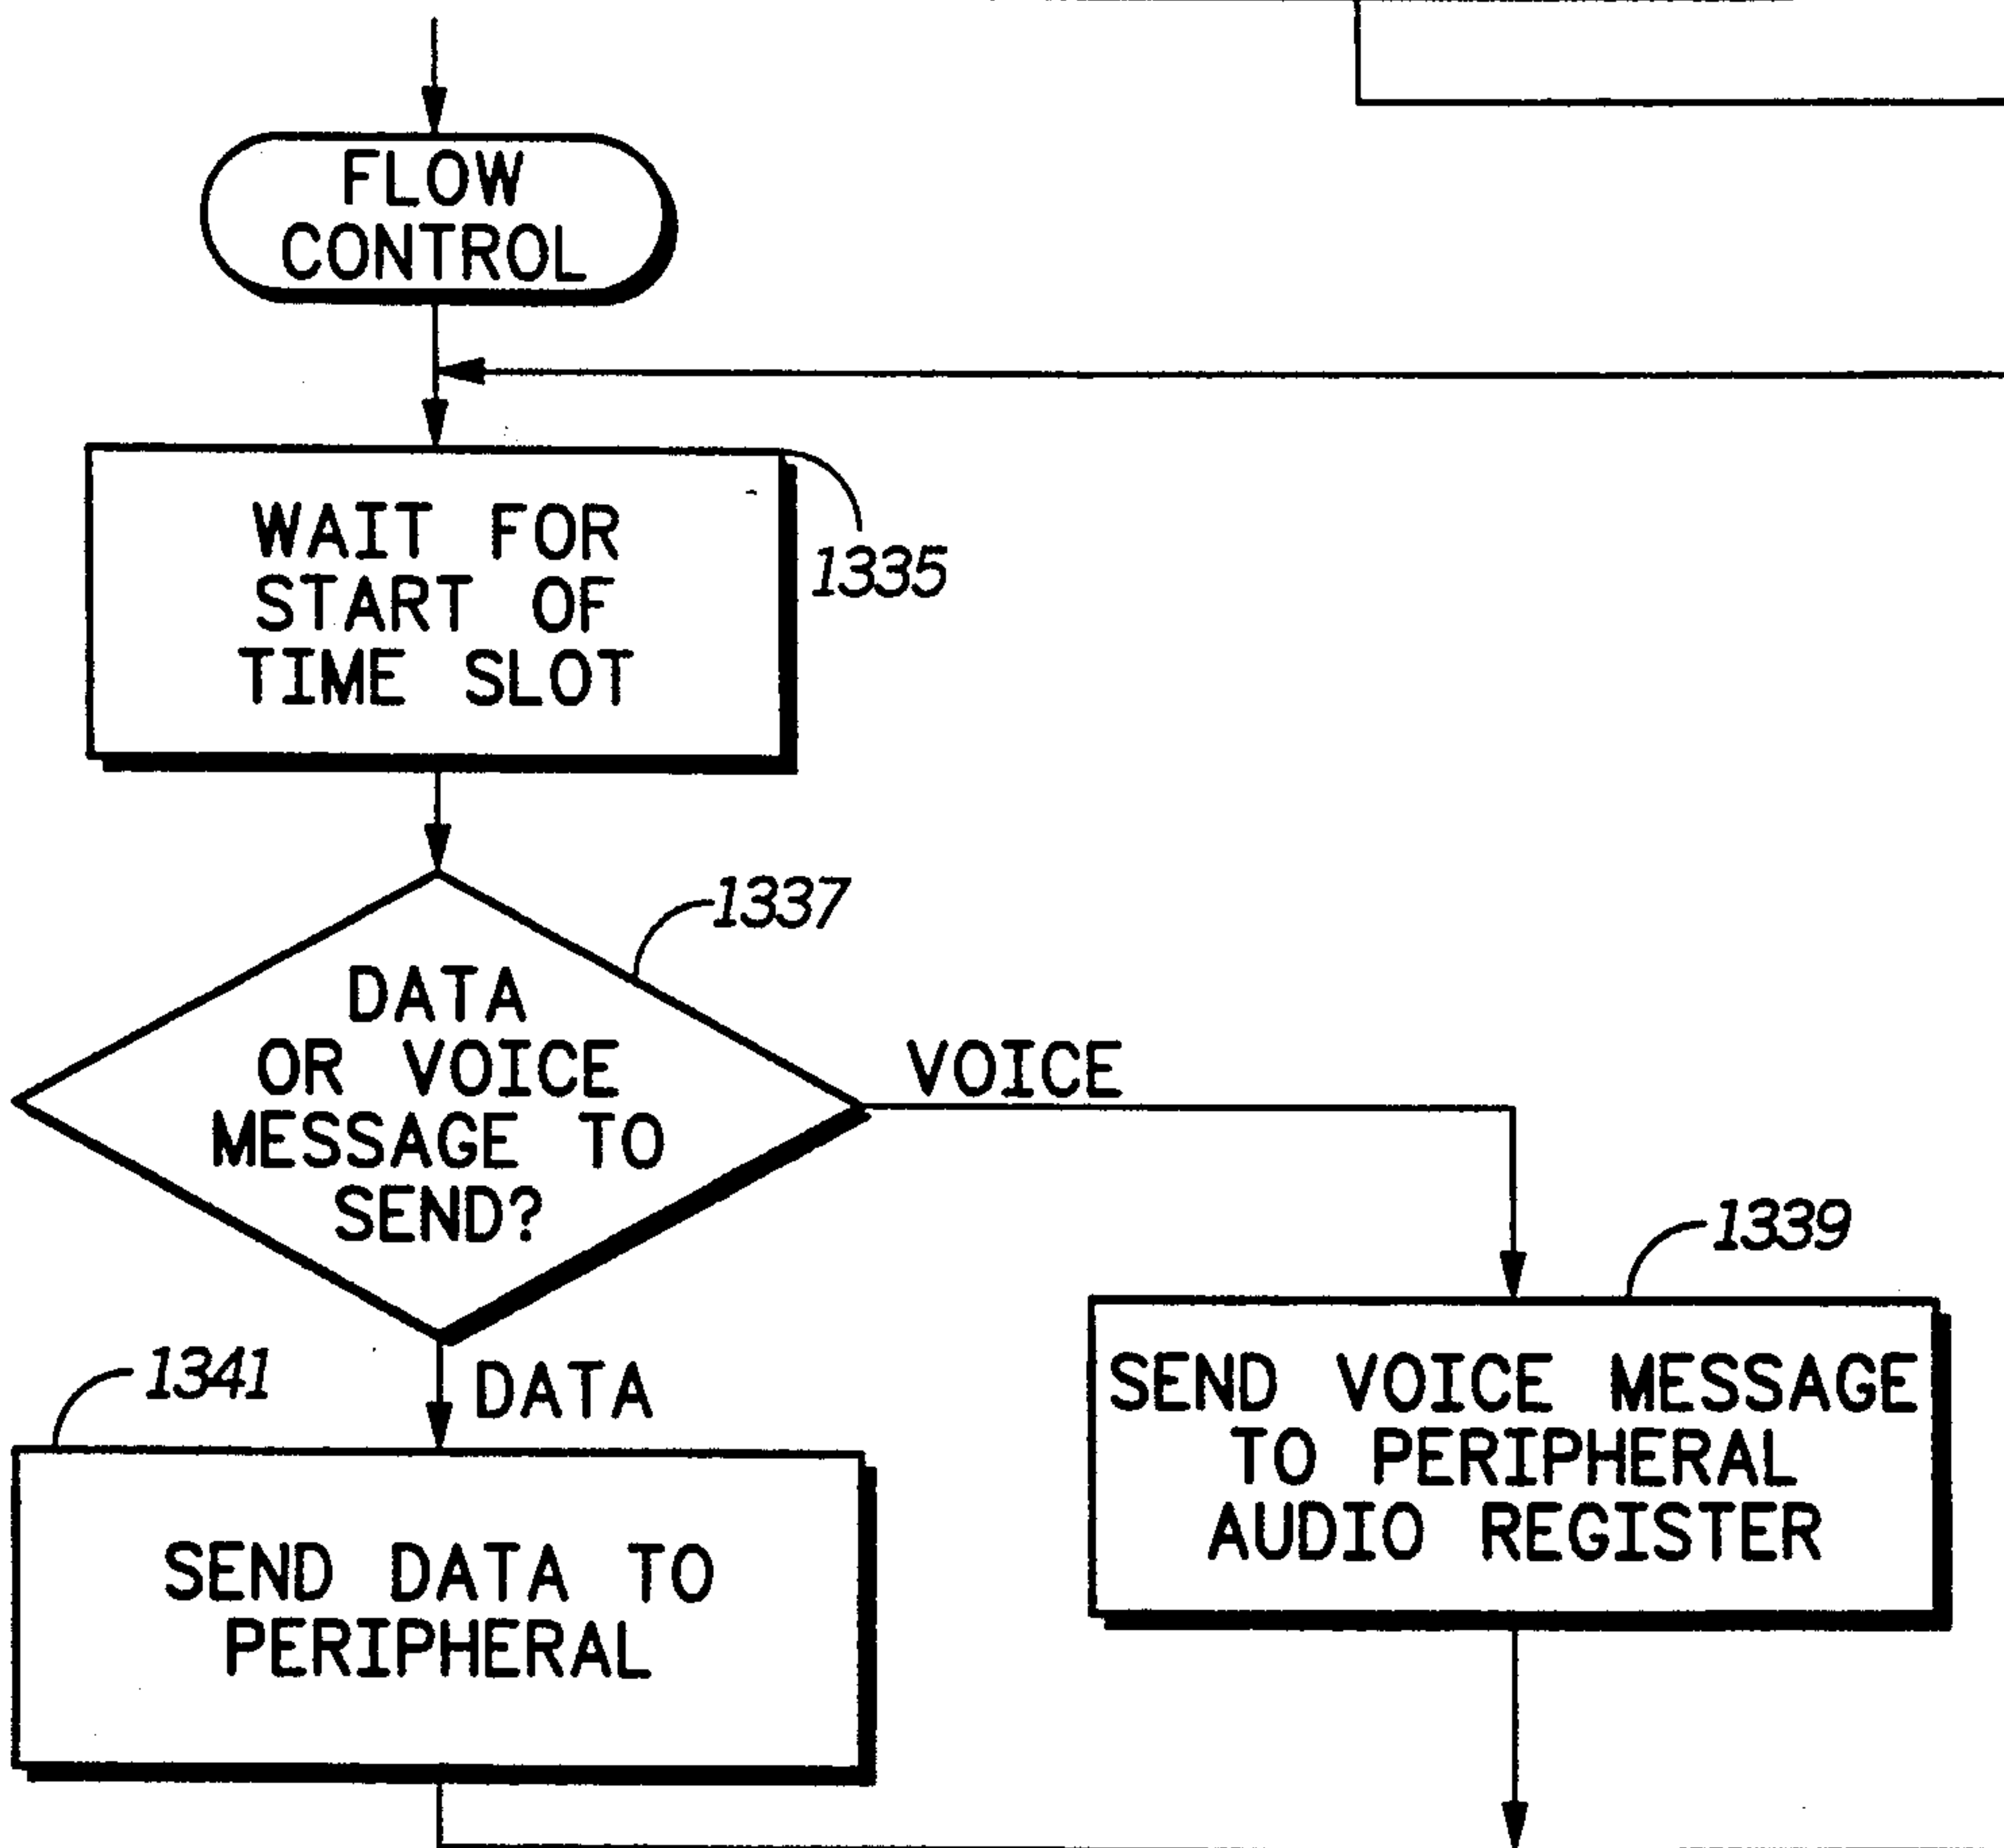 FLOW
CONTROL
WAIT FOR
START OF
TIME SLOT
1335
1337
DATA
OR VOICE
MESSAGE TO
SEND?
VOICE
1339
1341
DATA
SEND VOICE MESSAGE
TO PERIPHERAL
AUDIO REGISTER
SEND DATA TO
PERIPHERAL